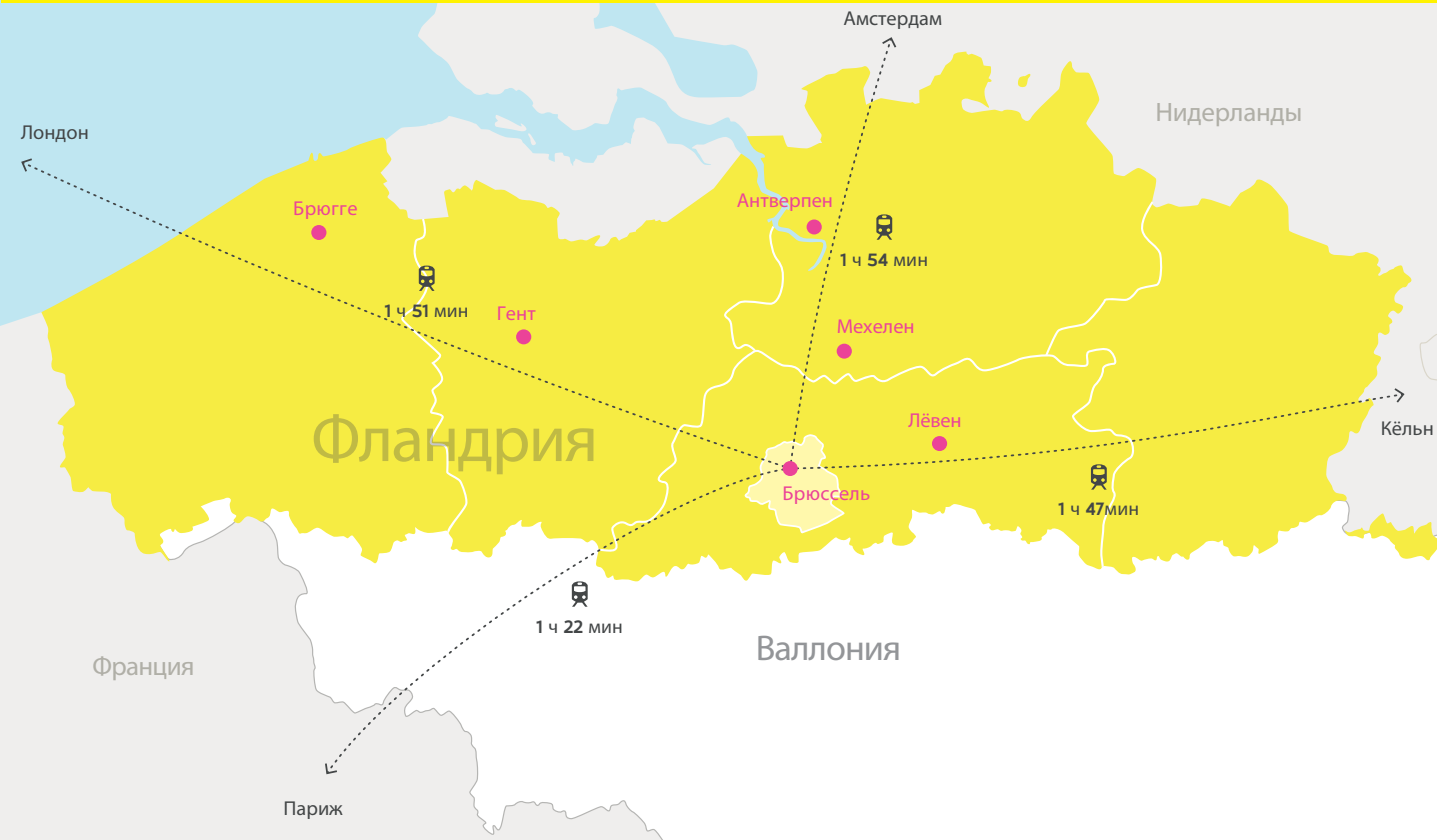 Амстердам
Нидерланды
Лондон
Брюгге
Антверпен
1 ч 54 мин
1 ч 51 мин
Гент
Мехелен
Фландрия
Лёвен
Кёльн
Брюссель
1 ч 47мин
1 ч 22 мин
Валлония
Франция
Париж